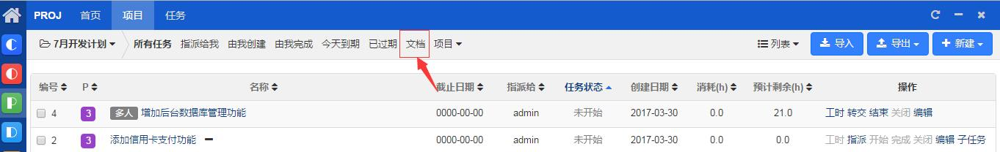 PROJ 首页 项目 任务
7月开发计划 所有任务 指派给我 由我创建 由我完成 今天到期 已过期 文档 项目 列表 导入 导出 新建
编号 P 名称 截止日期 指派给 任务状态 创建日期 消耗(h) 预计剩余(h) 操作
4 3 多人 增加后台数据库管理功能 0000-00-00 admin 未开始 2017-03-30 0.0 21.0 工时 转交 结束 关闭 编辑
2 3 添加信用卡支付功能 0000-00-00 admin 未开始 2017-03-30 0.0 0.0 工时 指派 开始 完成 关闭 编辑 子任务